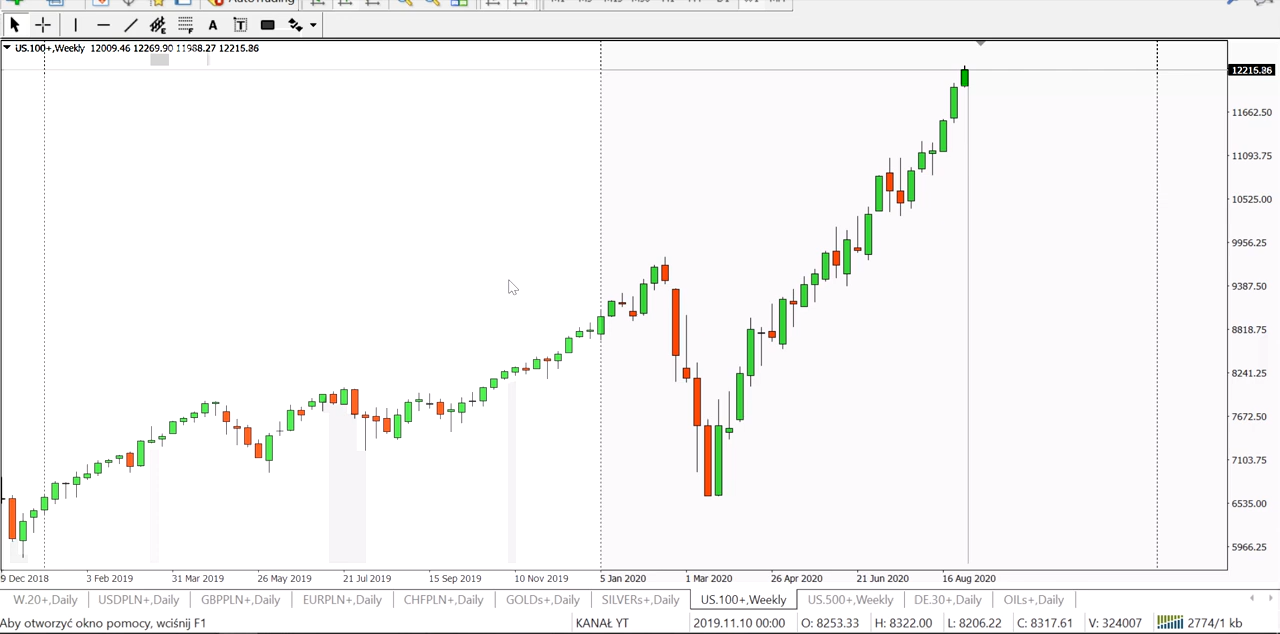 AutoTrading
A T
US.100+,Weekly 12009.46 12269.90 11988.27 12215.86
12215.86
11662.50
11093.75
10525.00
9956.25
9387.50
8818.75
8241.25
7672.50
7103.75
6535.00
5966.25
9 Dec 2018 3 Feb 2019 31 Mar 2019 26 May 2019 21 Jul 2019 15 Sep 2019 10 Nov 2019 5 Jan 2020 1 Mar 2020 26 Apr 2020 21 Jun 2020 16 Aug 2020
W.20+,Daily USDPLN+,Daily GBPPLN+,Daily EURPLN+,Daily CHFPLN+,Daily GOLDs+,Daily SILVERs+,Daily US.100+,Weekly US.500+,Weekly DE.30+,Daily OILs+,Daily
Aby otworzyć okno pomocy, wciśnij F1 KANAŁ YT 2019.11.10 00:00 O: 8253.33 H: 8322.00 L: 8206.22 C: 8317.61 V: 324007 2774/1 kb